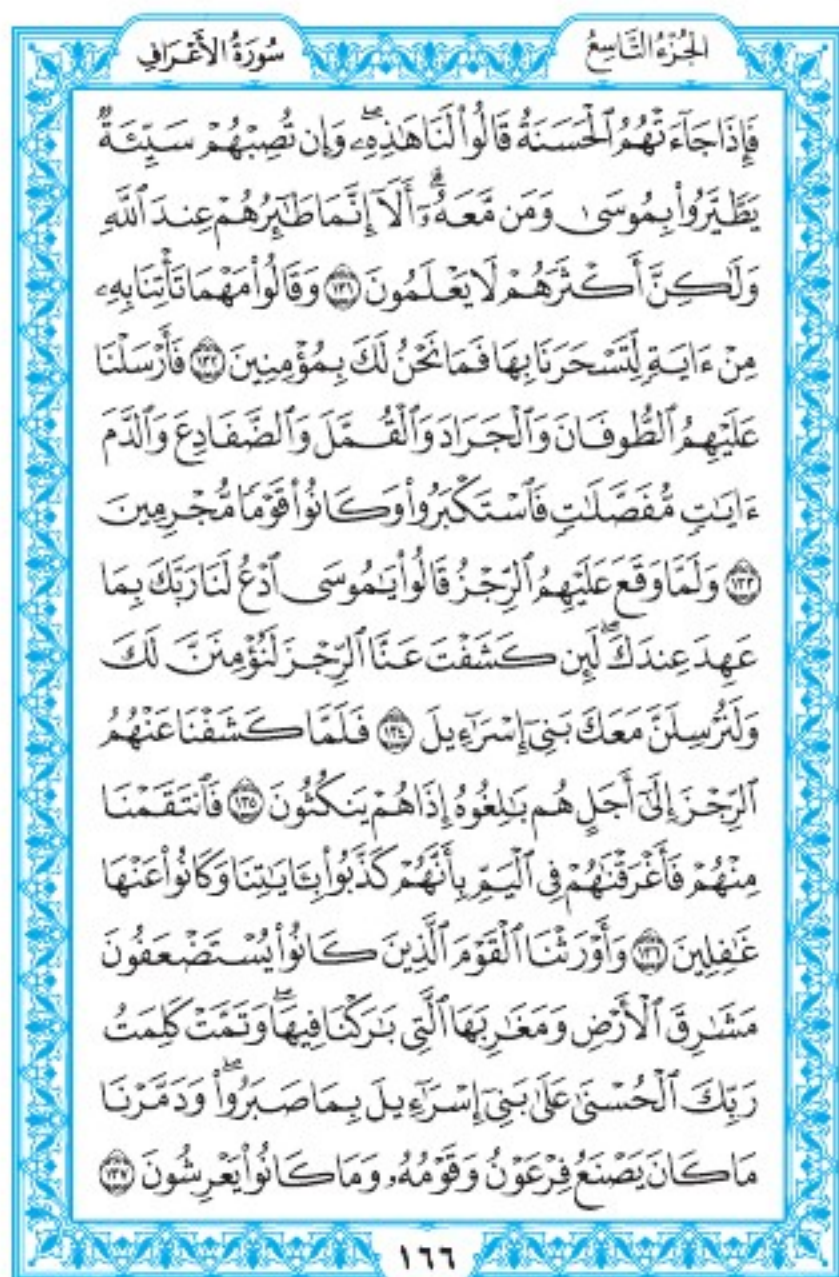 الجُزْءُ التَّاسِعُ
سُورَةُ الأَعْرَافِ
فَإِذَا جَآءَتْهُمُ ٱلْحَسَنَةُ قَالُوا۟ لَنَا هَـٰذِهِۦۖ وَإِن تُصِبْهُمْ سَيِّئَةٌ
يَطَّيَّرُوا۟ بِمُوسَىٰ وَمَن مَّعَهُۥٓۗ أَلَآ إِنَّمَا طَـٰٓئِرُهُمْ عِندَ ٱللَّهِ
وَلَـٰكِنَّ أَكْثَرَهُمْ لَا يَعْلَمُونَ ١٣١ وَقَالُوا۟ مَهْمَا تَأْتِنَا بِهِۦ
مِنْ ءَايَةٍ لِّتَسْحَرَنَا بِهَا فَمَا نَحْنُ لَكَ بِمُؤْمِنِينَ ١٣٢ فَأَرْسَلْنَا
عَلَيْهِمُ ٱلطُّوفَانَ وَٱلْجَرَادَ وَٱلْقُمَّلَ وَٱلضَّفَادِعَ وَٱلدَّمَ
ءَايَـٰتٍ مُّفَصَّلَـٰتٍ فَٱسْتَكْبَرُوا۟ وَكَانُوا۟ قَوْمًا مُّجْرِمِينَ
١٣٣ وَلَمَّا وَقَعَ عَلَيْهِمُ ٱلرِّجْزُ قَالُوا۟ يَـٰمُوسَى ٱدْعُ لَنَا رَبَّكَ بِمَا
عَهِدَ عِندَكَۖ لَئِن كَشَفْتَ عَنَّا ٱلرِّجْزَ لَنُؤْمِنَنَّ لَكَ
وَلَنُرْسِلَنَّ مَعَكَ بَنِىٓ إِسْرَٰٓءِيلَ ١٣٤ فَلَمَّا كَشَفْنَا عَنْهُمُ
ٱلرِّجْزَ إِلَىٰٓ أَجَلٍ هُم بَـٰلِغُوهُ إِذَا هُمْ يَنكُثُونَ ١٣٥ فَٱنتَقَمْنَا
مِنْهُمْ فَأَغْرَقْنَـٰهُمْ فِى ٱلْيَمِّ بِأَنَّهُمْ كَذَّبُوا۟ بِـَٔايَـٰتِنَا وَكَانُوا۟ عَنْهَا
غَـٰفِلِينَ ١٣٦ وَأَوْرَثْنَا ٱلْقَوْمَ ٱلَّذِينَ كَانُوا۟ يُسْتَضْعَفُونَ
مَشَـٰرِقَ ٱلْأَرْضِ وَمَغَـٰرِبَهَا ٱلَّتِى بَـٰرَكْنَا فِيهَاۖ وَتَمَّتْ كَلِمَتُ
رَبِّكَ ٱلْحُسْنَىٰ عَلَىٰ بَنِىٓ إِسْرَٰٓءِيلَ بِمَا صَبَرُوا۟ۖ وَدَمَّرْنَا
مَا كَانَ يَصْنَعُ فِرْعَوْنُ وَقَوْمُهُۥ وَمَا كَانُوا۟ يَعْرِشُونَ ١٣٧
١٦٦